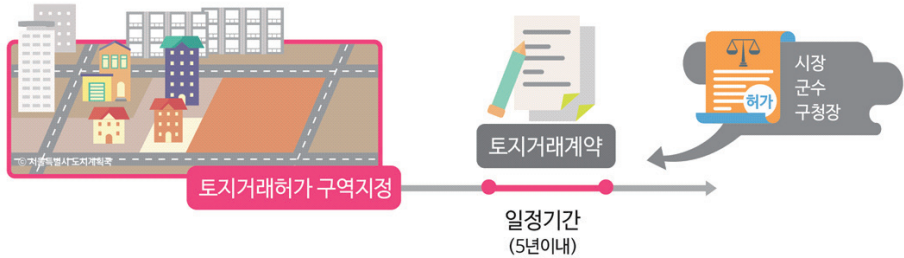 ⓒ서울특별시 도시계획국
토지거래허가 구역지정
토지거래계약
일정기간
(5년이내)
허가
시장
군수
구청장